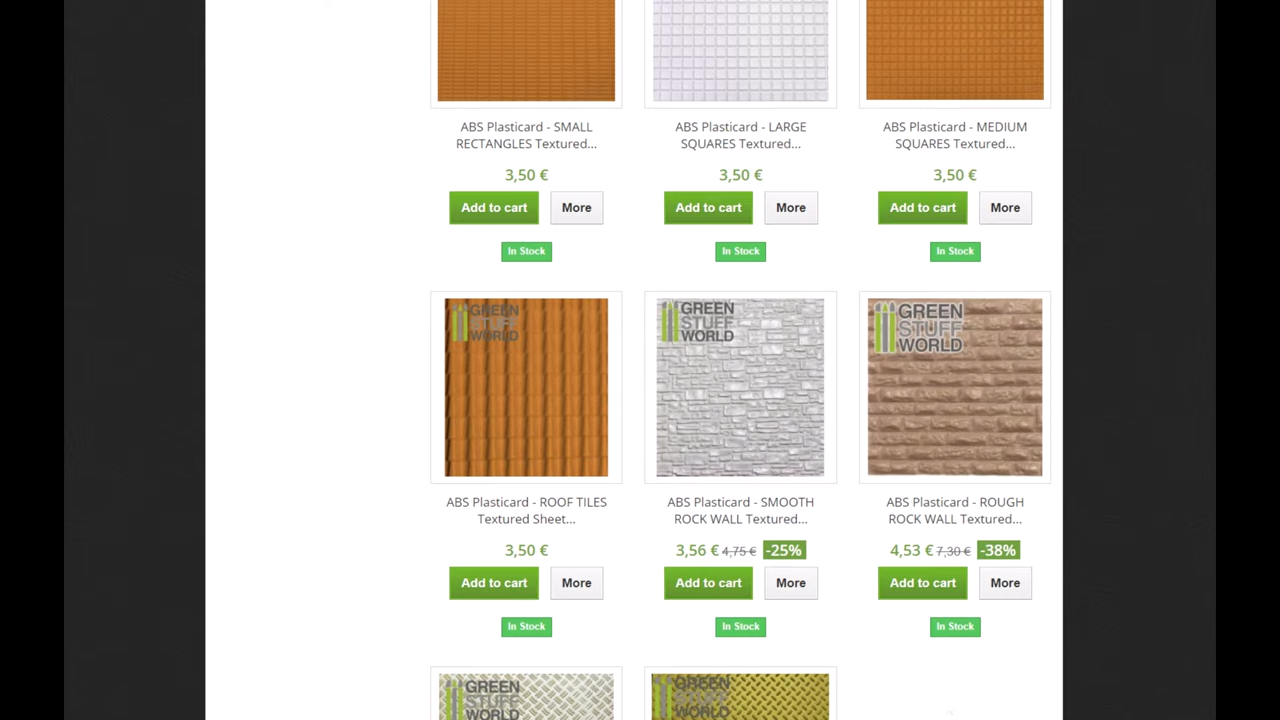 ABS Plasticard - SMALL
RECTANGLES Textured...
3,50 €
Add to cart
More
In Stock
ABS Plasticard - LARGE
SQUARES Textured...
3,50 €
Add to cart
More
In Stock
ABS Plasticard - MEDIUM
SQUARES Textured...
3,50 €
Add to cart
More
In Stock
GREEN
STUFF
WORLD
ABS Plasticard - ROOF TILES
Textured Sheet...
3,50 €
Add to cart
More
In Stock
GREEN
STUFF
WORLD
ABS Plasticard - SMOOTH
ROCK WALL Textured...
3,56 € 4,75 € -25%
Add to cart
More
In Stock
GREEN
STUFF
WORLD
ABS Plasticard - ROUGH
ROCK WALL Textured...
4,53 € 7,30 € -38%
Add to cart
More
In Stock
GREEN
STUFF
WORLD
GREEN
STUFF
WORLD